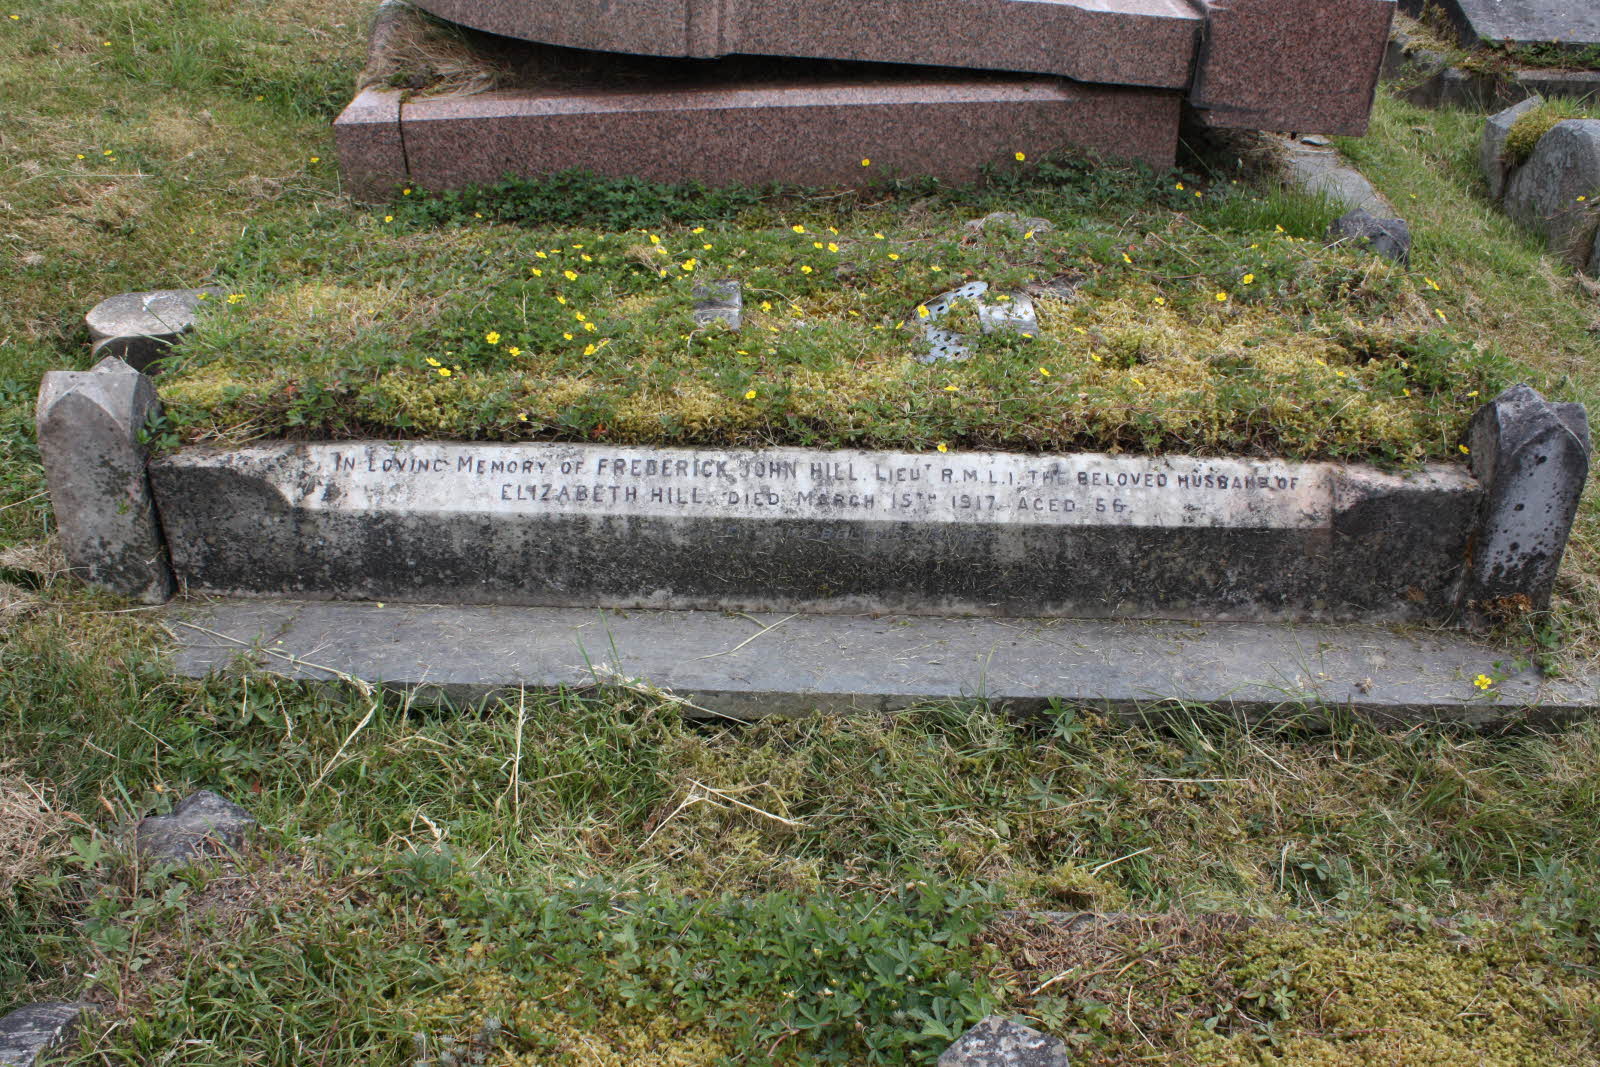 IN LOVING MEMORY OF FREDERICK JOHN HILL. LIEUT R.M.L.I. THE BELOVED HUSBAND OF
ELIZABETH HILL. DIED MARCH 15TH 1917. AGED 56.